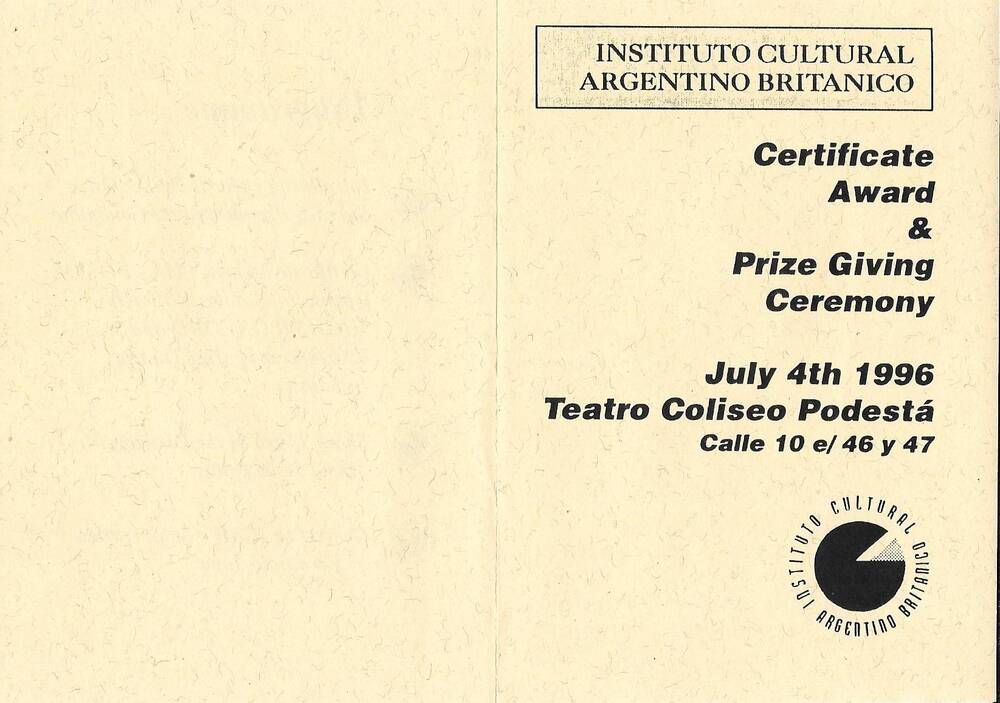 INSTITUTO CULTURAL
ARGENTINO BRITANICO
Certificate
Award
&
Prize Giving
Ceremony
July 4th 1996
Teatro Coliseo Podestá
Calle 10 e/ 46 y 47
INSTITUTO CULTURAL ARGENTINO BRITANICO